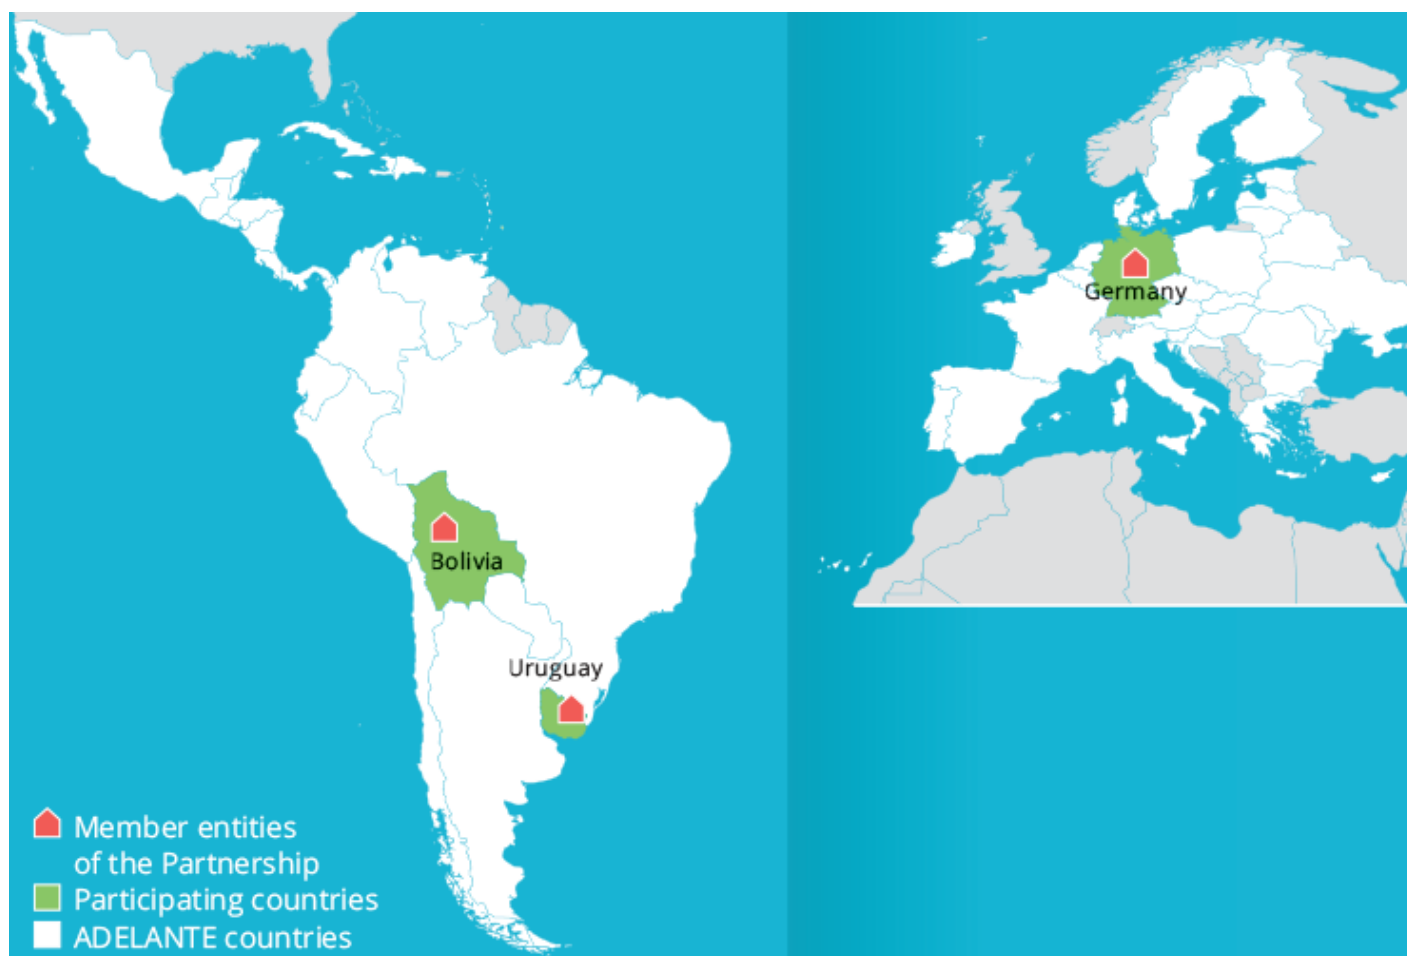 Germany
Bolivia
Uruguay
Member entities
of the Partnership
Participating countries
ADELANTE countries